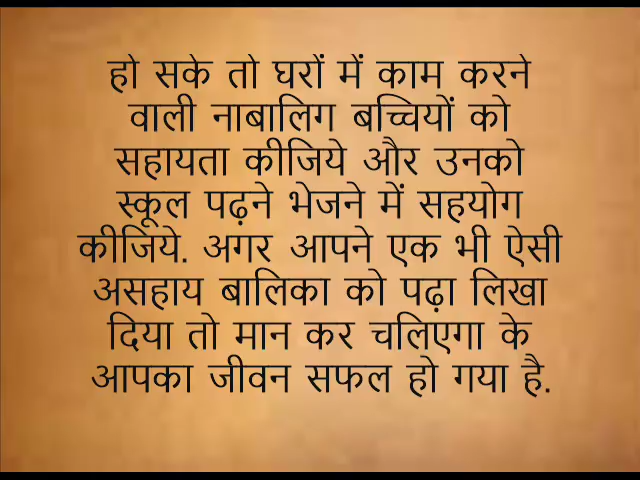 हो सके तो घरों में काम करने
वाली नाबालिग बच्चियों को
सहायता कीजिये और उनको
स्कूल पढ़ने भेजने में सहयोग
कीजिये. अगर आपने एक भी ऐसी
असहाय बालिका को पढ़ा लिखा
दिया तो मान कर चलिएगा के
आपका जीवन सफल हो गया है.